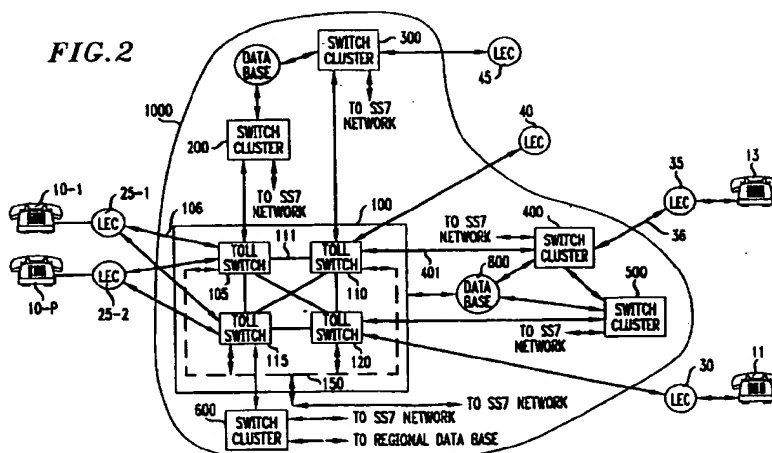 FIG.2
SWITCH CLUSTER
300
DATA BASE
LEC
45
1000
TO SS7 NETWORK
40
LEC
SWITCH CLUSTER
200
TO SS7 NETWORK
10-1
25-1
LEC
106
100
35
LEC
13
36
TO SS7 NETWORK
400
SWITCH CLUSTER
TOLL SWITCH
105
111
TOLL SWITCH
110
401
800
DATA BASE
500
SWITCH CLUSTER
TO SS7 NETWORK
10-P
LEC
25-2
TOLL SWITCH
115
TOLL SWITCH
120
150
30
LEC
11
600
SWITCH CLUSTER
TO SS7 NETWORK
TO SS7 NETWORK
TO REGIONAL DATA BASE